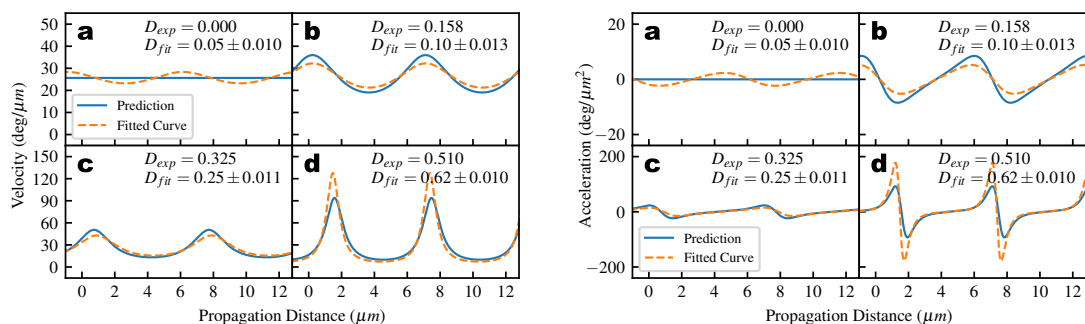 a
D_exp = 0.000
D_fit = 0.05 ± 0.010
b
D_exp = 0.158
D_fit = 0.10 ± 0.013
50
40
30
20
10
0
Prediction
Fitted Curve
c
D_exp = 0.325
D_fit = 0.25 ± 0.011
d
D_exp = 0.510
D_fit = 0.62 ± 0.010
150
120
90
60
30
0
Velocity (deg/μm)
0 2 4 6 8 10 12 0 2 4 6 8 10 12
Propagation Distance (μm)
a
D_exp = 0.000
D_fit = 0.05 ± 0.010
b
D_exp = 0.158
D_fit = 0.10 ± 0.013
20
0
−20
c
D_exp = 0.325
D_fit = 0.25 ± 0.011
d
D_exp = 0.510
D_fit = 0.62 ± 0.010
200
0
−200
Prediction
Fitted Curve
Acceleration (deg/μm²)
0 2 4 6 8 10 12 0 2 4 6 8 10 12
Propagation Distance (μm)